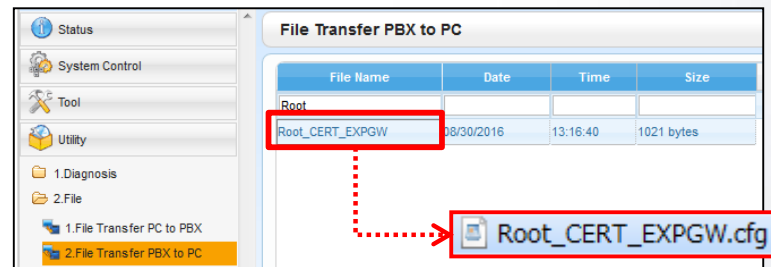 Status
System Control
Tool
Utility
1.Diagnosis
2.File
1.File Transfer PC to PBX
2.File Transfer PBX to PC
File Transfer PBX to PC
File Name Date Time Size
Root
Root_CERT_EXPGW 08/30/2016 13:16:40 1021 bytes
Root_CERT_EXPGW.cfg